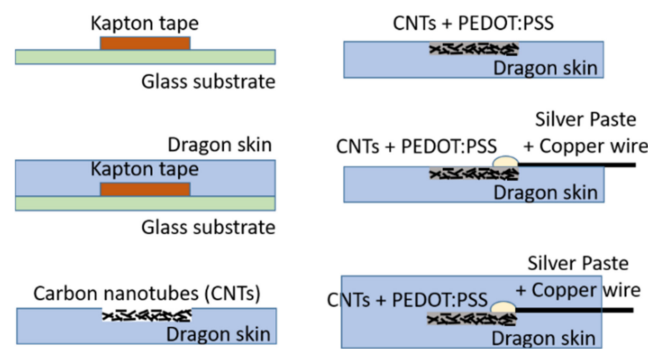 Kapton tape
Glass substrate
Dragon skin
Kapton tape
Glass substrate
Carbon nanotubes (CNTs)
Dragon skin
CNTs + PEDOT:PSS
Dragon skin
Silver Paste
CNTs + PEDOT:PSS + Copper wire
Dragon skin
Silver Paste
+ Copper wire
CNTs + PEDOT:PSS
Dragon skin